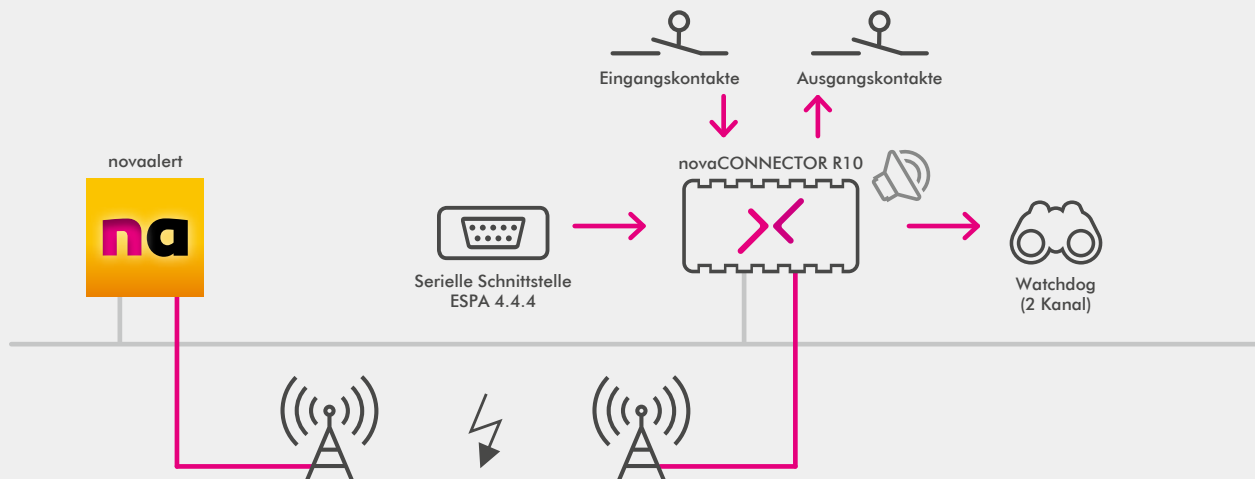 Eingangskontakte
Ausgangskontakte
novaalert
na
novaCONNECTOR R10
Serielle Schnittstelle
ESPA 4.4.4
Watchdog
(2 Kanal)